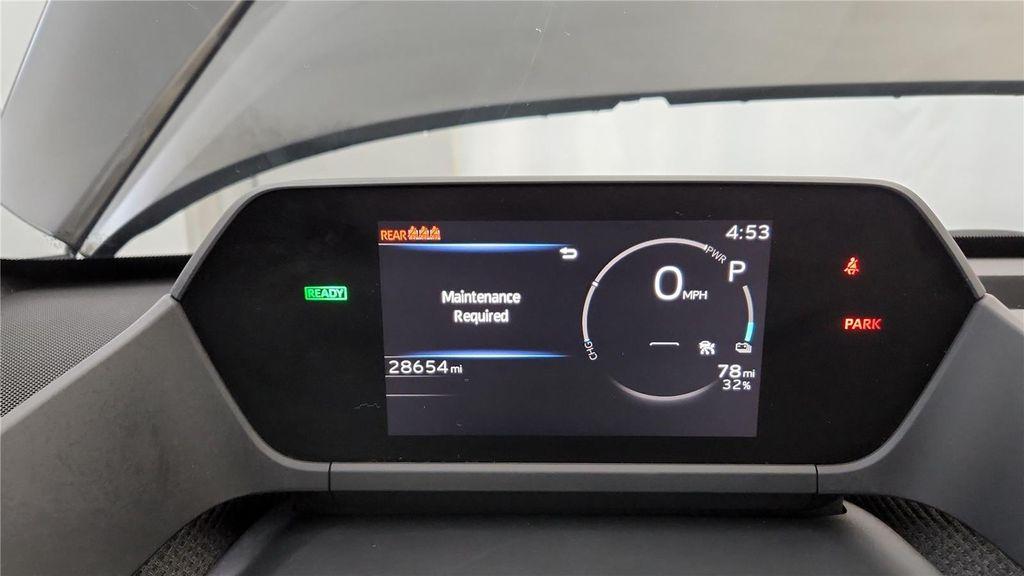 REAR
4:53
PWR
P
0 MPH
READY
Maintenance
Required
PARK
CHG
28654 mi
78 mi
32%